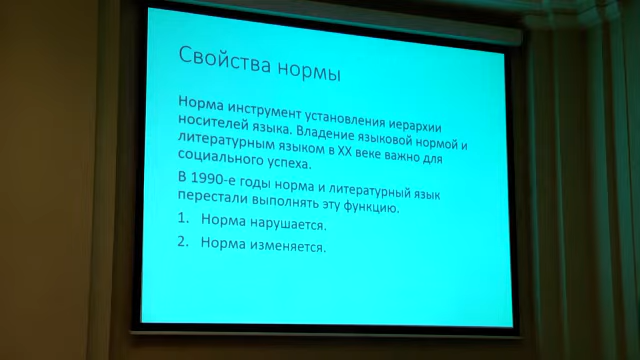 Свойства нормы
Норма инструмент установления иерархии
носителей языка. Владение языковой нормой и
литературным языком в XX веке важно для
социального успеха.
В 1990-е годы норма и литературный язык
перестали выполнять эту функцию.
1. Норма нарушается.
2. Норма изменяется.